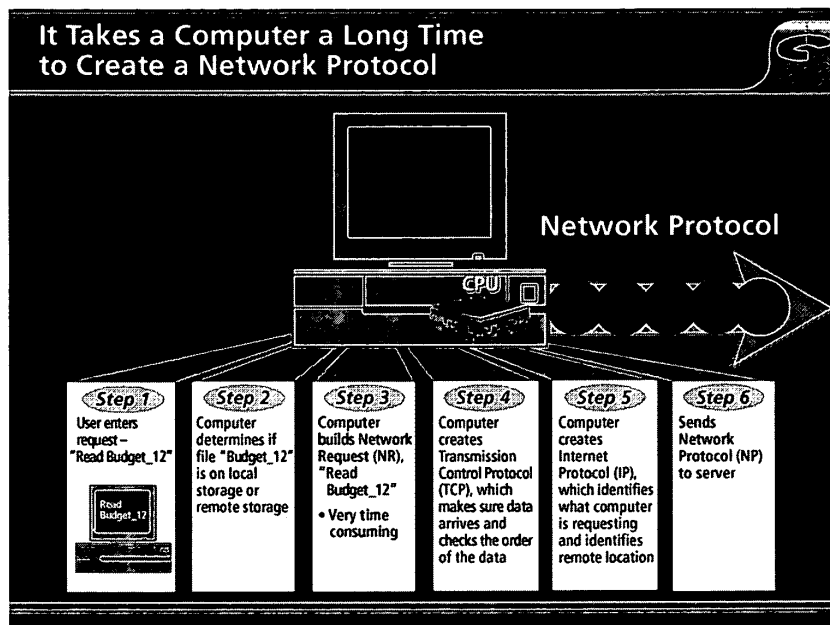 It Takes a Computer a Long Time
to Create a Network Protocol
Network Protocol
CPU
Step 1
User enters
request –
"Read Budget_12"
Read
Budget_12
Step 2
Computer
determines if
file "Budget_12"
is on local
storage or
remote storage
Step 3
Computer
builds Network
Request (NR),
"Read
Budget_12"
• Very time
consuming
Step 4
Computer
creates
Transmission
Control Protocol
(TCP), which
makes sure data
arrives and
checks the order
of the data
Step 5
Computer
creates
Internet
Protocol (IP),
which identifies
what computer
is requesting
and identifies
remote location
Step 6
Sends
Network
Protocol (NP)
to server